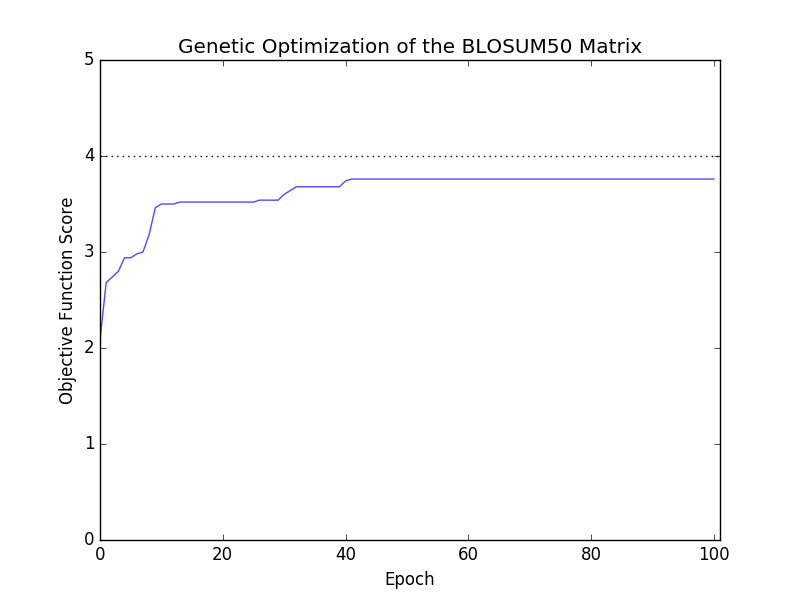 Genetic Optimization of the BLOSUM50 Matrix
5
4
3
2
1
0
Objective Function Score
0 20 40 60 80 100
Epoch